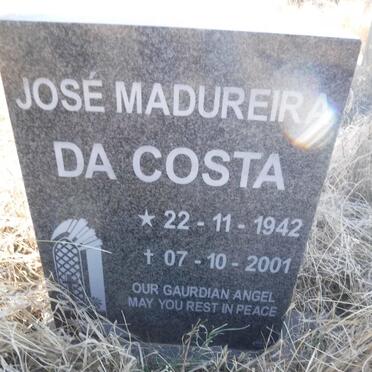 JOSÉ MADUREIRA
DA COSTA
★ 22 - 11 - 1942
† 07 - 10 - 2001
OUR GAURDIAN ANGEL
MAY YOU REST IN PEACE